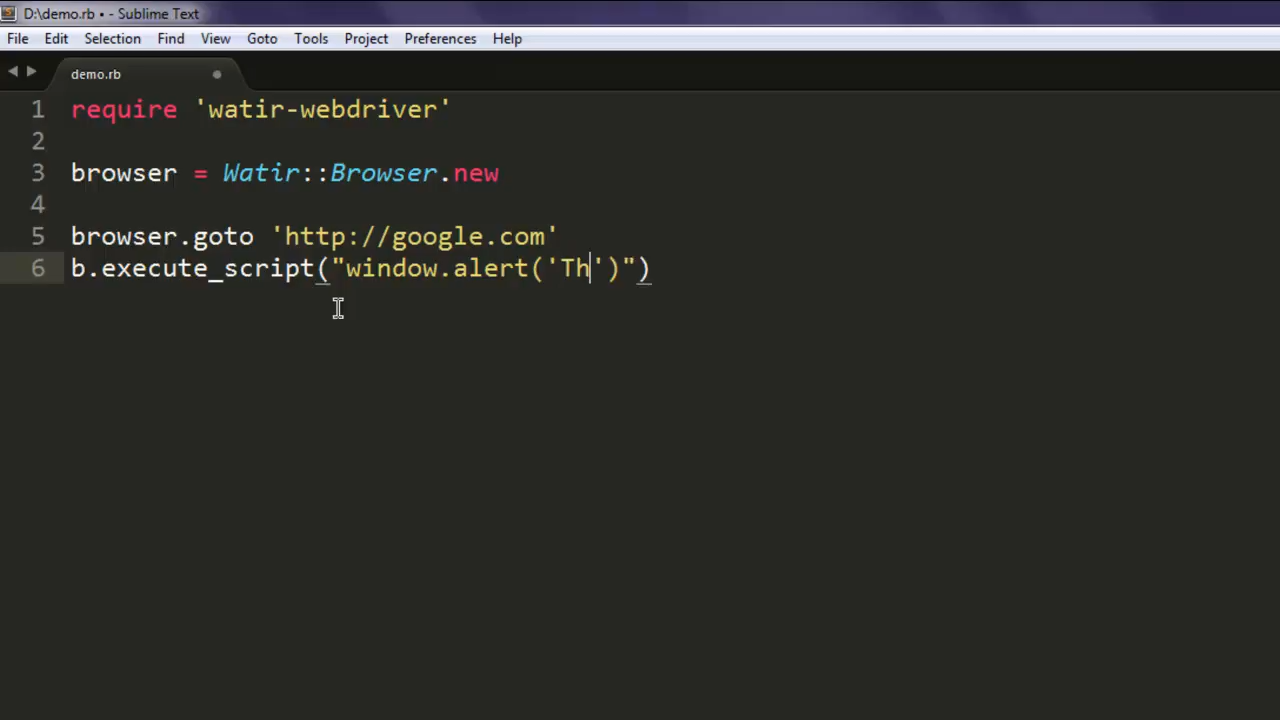 D:\demo.rb • - Sublime Text
File Edit Selection Find View Goto Tools Project Preferences Help
demo.rb
1 require 'watir-webdriver'
2
3 browser = Watir::Browser.new
4
5 browser.goto 'http://google.com'
6 b.execute_script("window.alert('Th')")